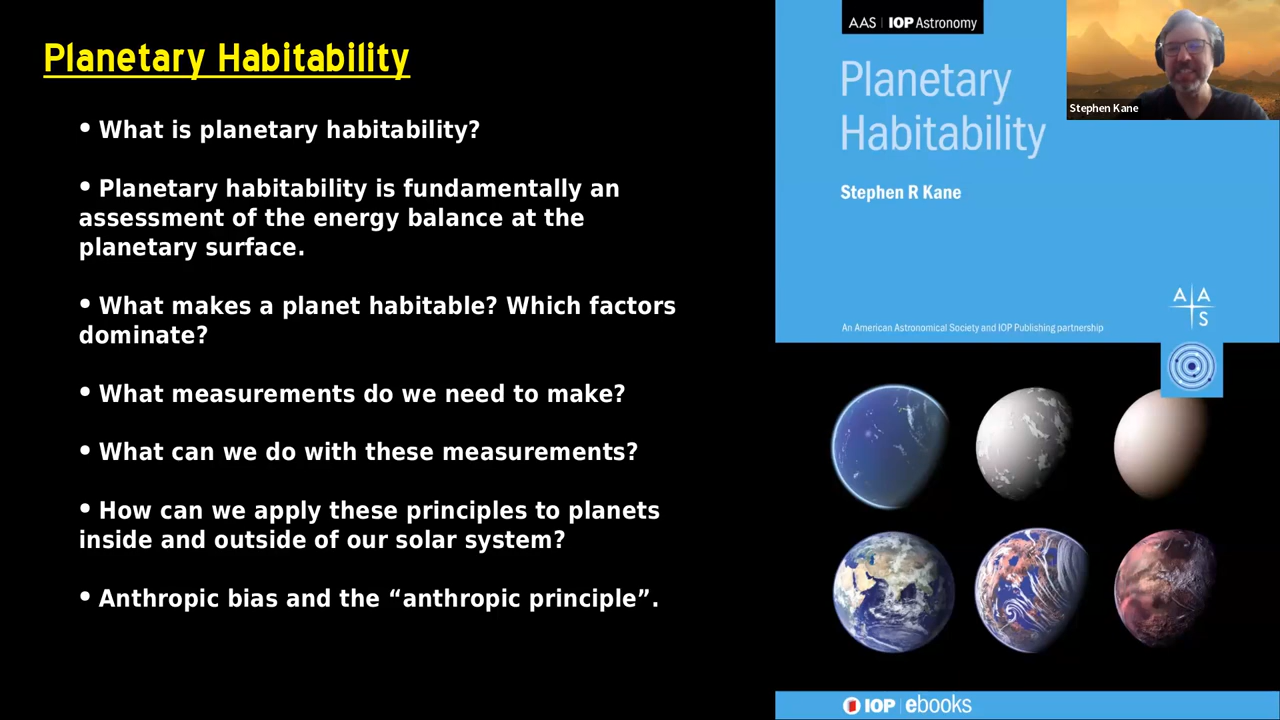 Planetary Habitability
• What is planetary habitability?
• Planetary habitability is fundamentally an
assessment of the energy balance at the
planetary surface.
• What makes a planet habitable? Which factors
dominate?
• What measurements do we need to make?
• What can we do with these measurements?
• How can we apply these principles to planets
inside and outside of our solar system?
• Anthropic bias and the “anthropic principle”.
AAS | IOP Astronomy
Planetary
Habitability
Stephen R Kane
An American Astronomical Society and IOP Publishing partnership
A A
S
IOP | ebooks
Stephen Kane